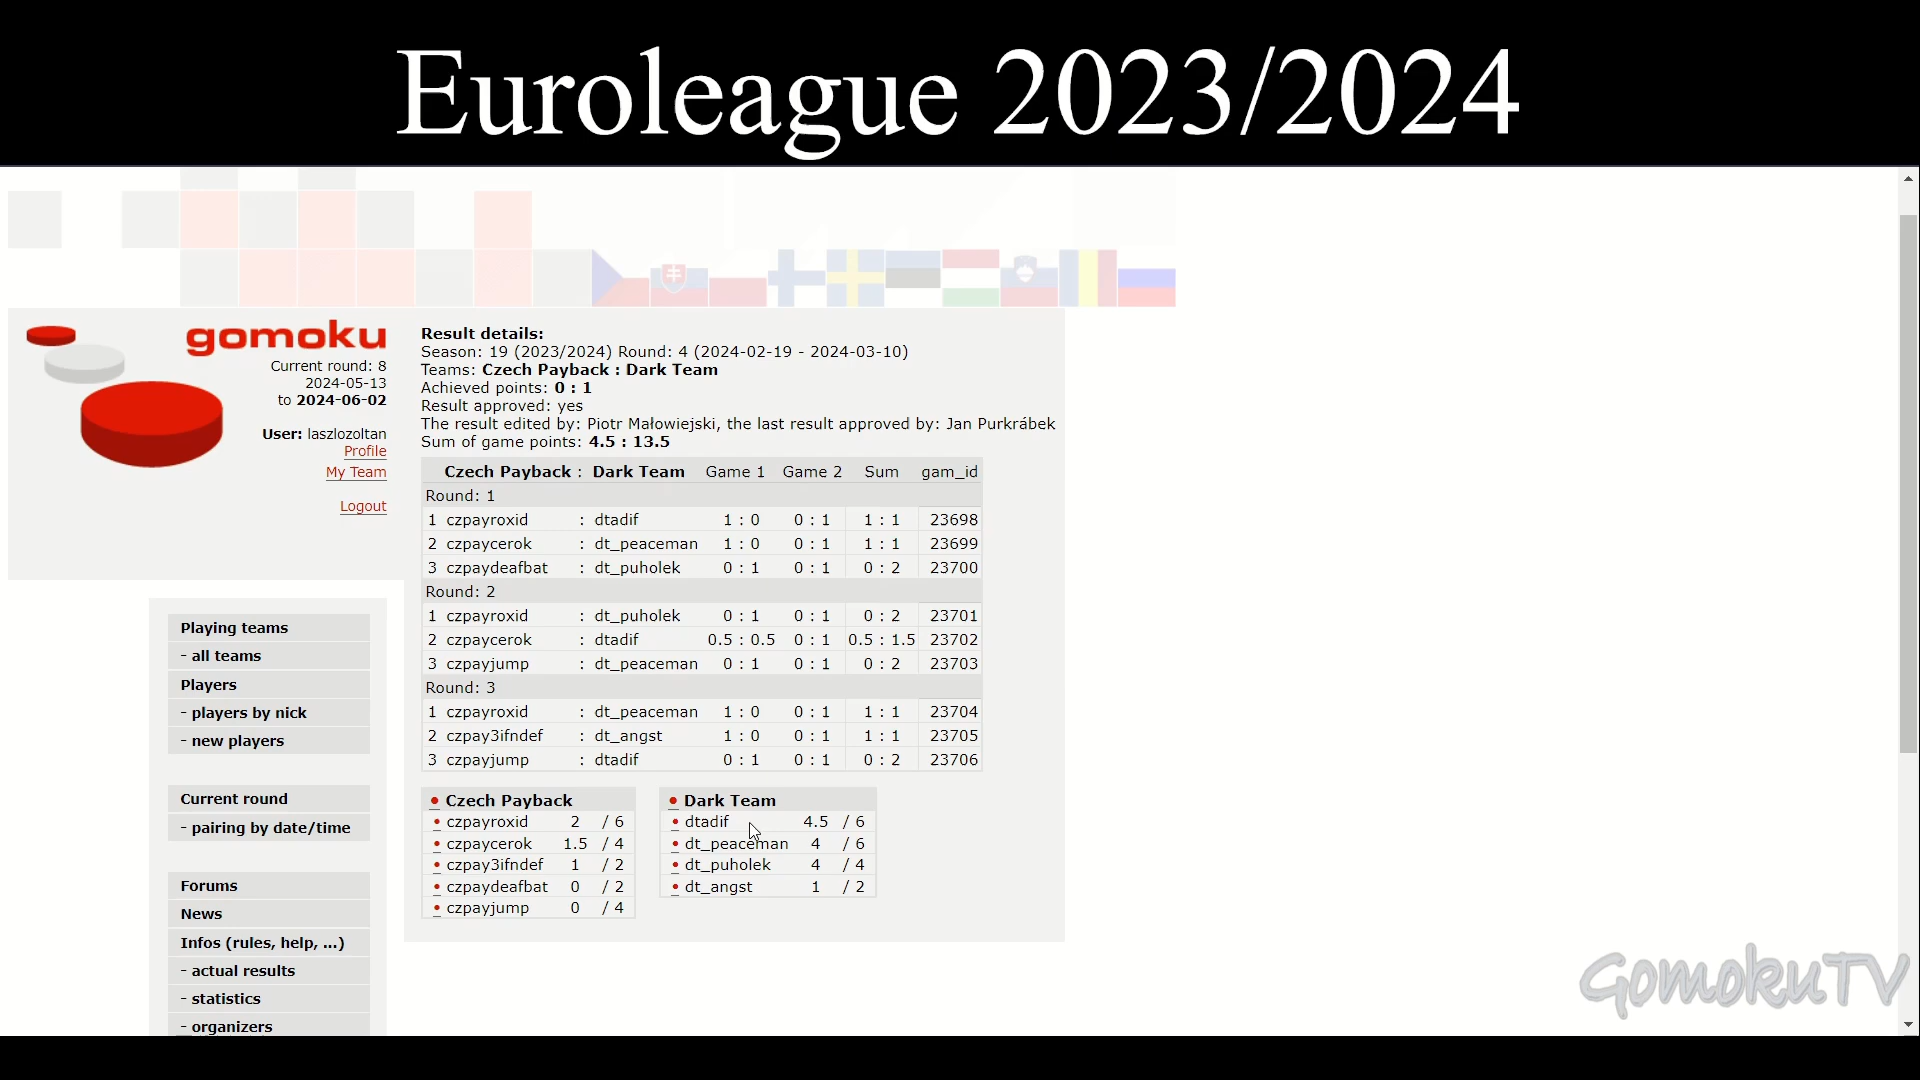 Euroleague 2023/2024
gomoku
Current round: 8
2024-05-13
to 2024-06-02
User: laszlozoltan
Profile
My Team
Logout
Playing teams
- all teams
Players
- players by nick
- new players
Current round
- pairing by date/time
Forums
News
Infos (rules, help, ...)
- actual results
- statistics
- organizers
Result details:
Season: 19 (2023/2024) Round: 4 (2024-02-19 - 2024-03-10)
Teams: Czech Payback : Dark Team
Achieved points: 0 : 1
Result approved: yes
The result edited by: Piotr Małowiejski, the last result approved by: Jan Purkrábek
Sum of game points: 4.5 : 13.5
Czech Payback : Dark Team Game 1 Game 2 Sum gam_id
Round: 1
1 czpayroxid : dtadif 1 : 0 0 : 1 1 : 1 23698
2 czpaycerok : dt_peaceman 1 : 0 0 : 1 1 : 1 23699
3 czpaydeafbat : dt_puholek 0 : 1 0 : 1 0 : 2 23700
Round: 2
1 czpayroxid : dt_puholek 0 : 1 0 : 1 0 : 2 23701
2 czpaycerok : dtadif 0.5 : 0.5 0 : 1 0.5 : 1.5 23702
3 czpayjump : dt_peaceman 0 : 1 0 : 1 0 : 2 23703
Round: 3
1 czpayroxid : dt_peaceman 1 : 0 0 : 1 1 : 1 23704
2 czpay3ifndef : dt_angst 1 : 0 0 : 1 1 : 1 23705
3 czpayjump : dtadif 0 : 1 0 : 1 0 : 2 23706
• Czech Payback
• czpayroxid 2 / 6
• czpaycerok 1.5 / 4
• czpay3ifndef 1 / 2
• czpaydeafbat 0 / 2
• czpayjump 0 / 4
• Dark Team
• dtadif 4.5 / 6
• dt_peaceman 4 / 6
• dt_puholek 4 / 4
• dt_angst 1 / 2
GomokuTV